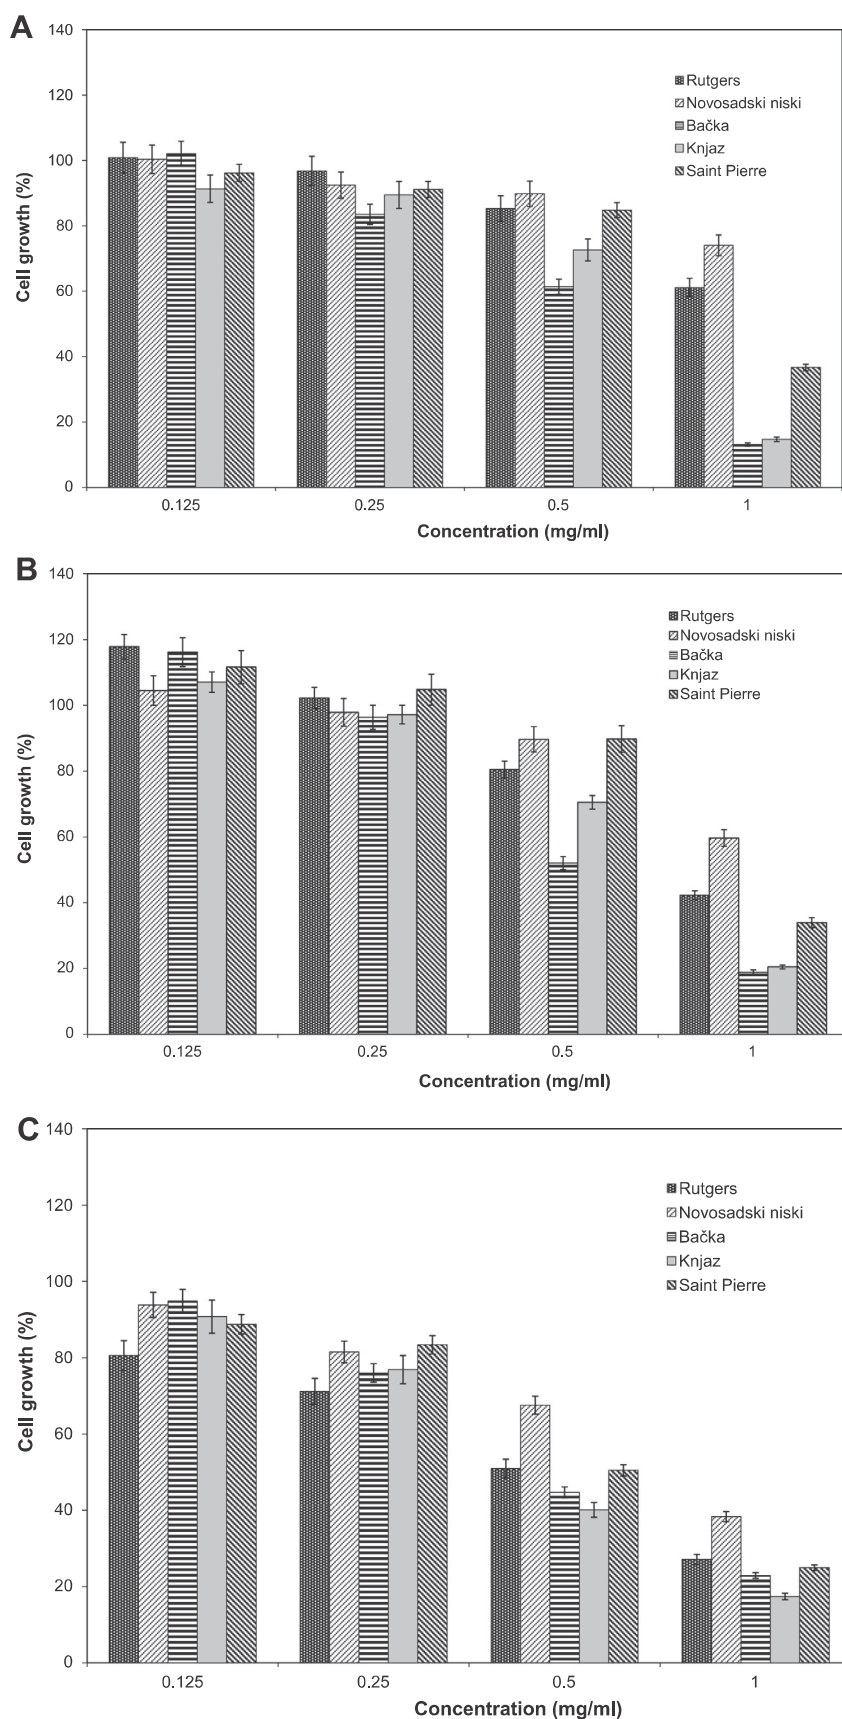 A
140
120
100
80
60
40
20
0
Cell growth (%)
Rutgers
Novosadski niski
Bačka
Knjaz
Saint Pierre
0.125 0.25 0.5 1
Concentration (mg/ml)
B
140
120
100
80
60
40
20
0
Cell growth (%)
Rutgers
Novosadski niski
Bačka
Knjaz
Saint Pierre
0.125 0.25 0.5 1
Concentration (mg/ml)
C
140
120
100
80
60
40
20
0
Cell growth (%)
Rutgers
Novosadski niski
Bačka
Knjaz
Saint Pierre
0.125 0.25 0.5 1
Concentration (mg/ml)